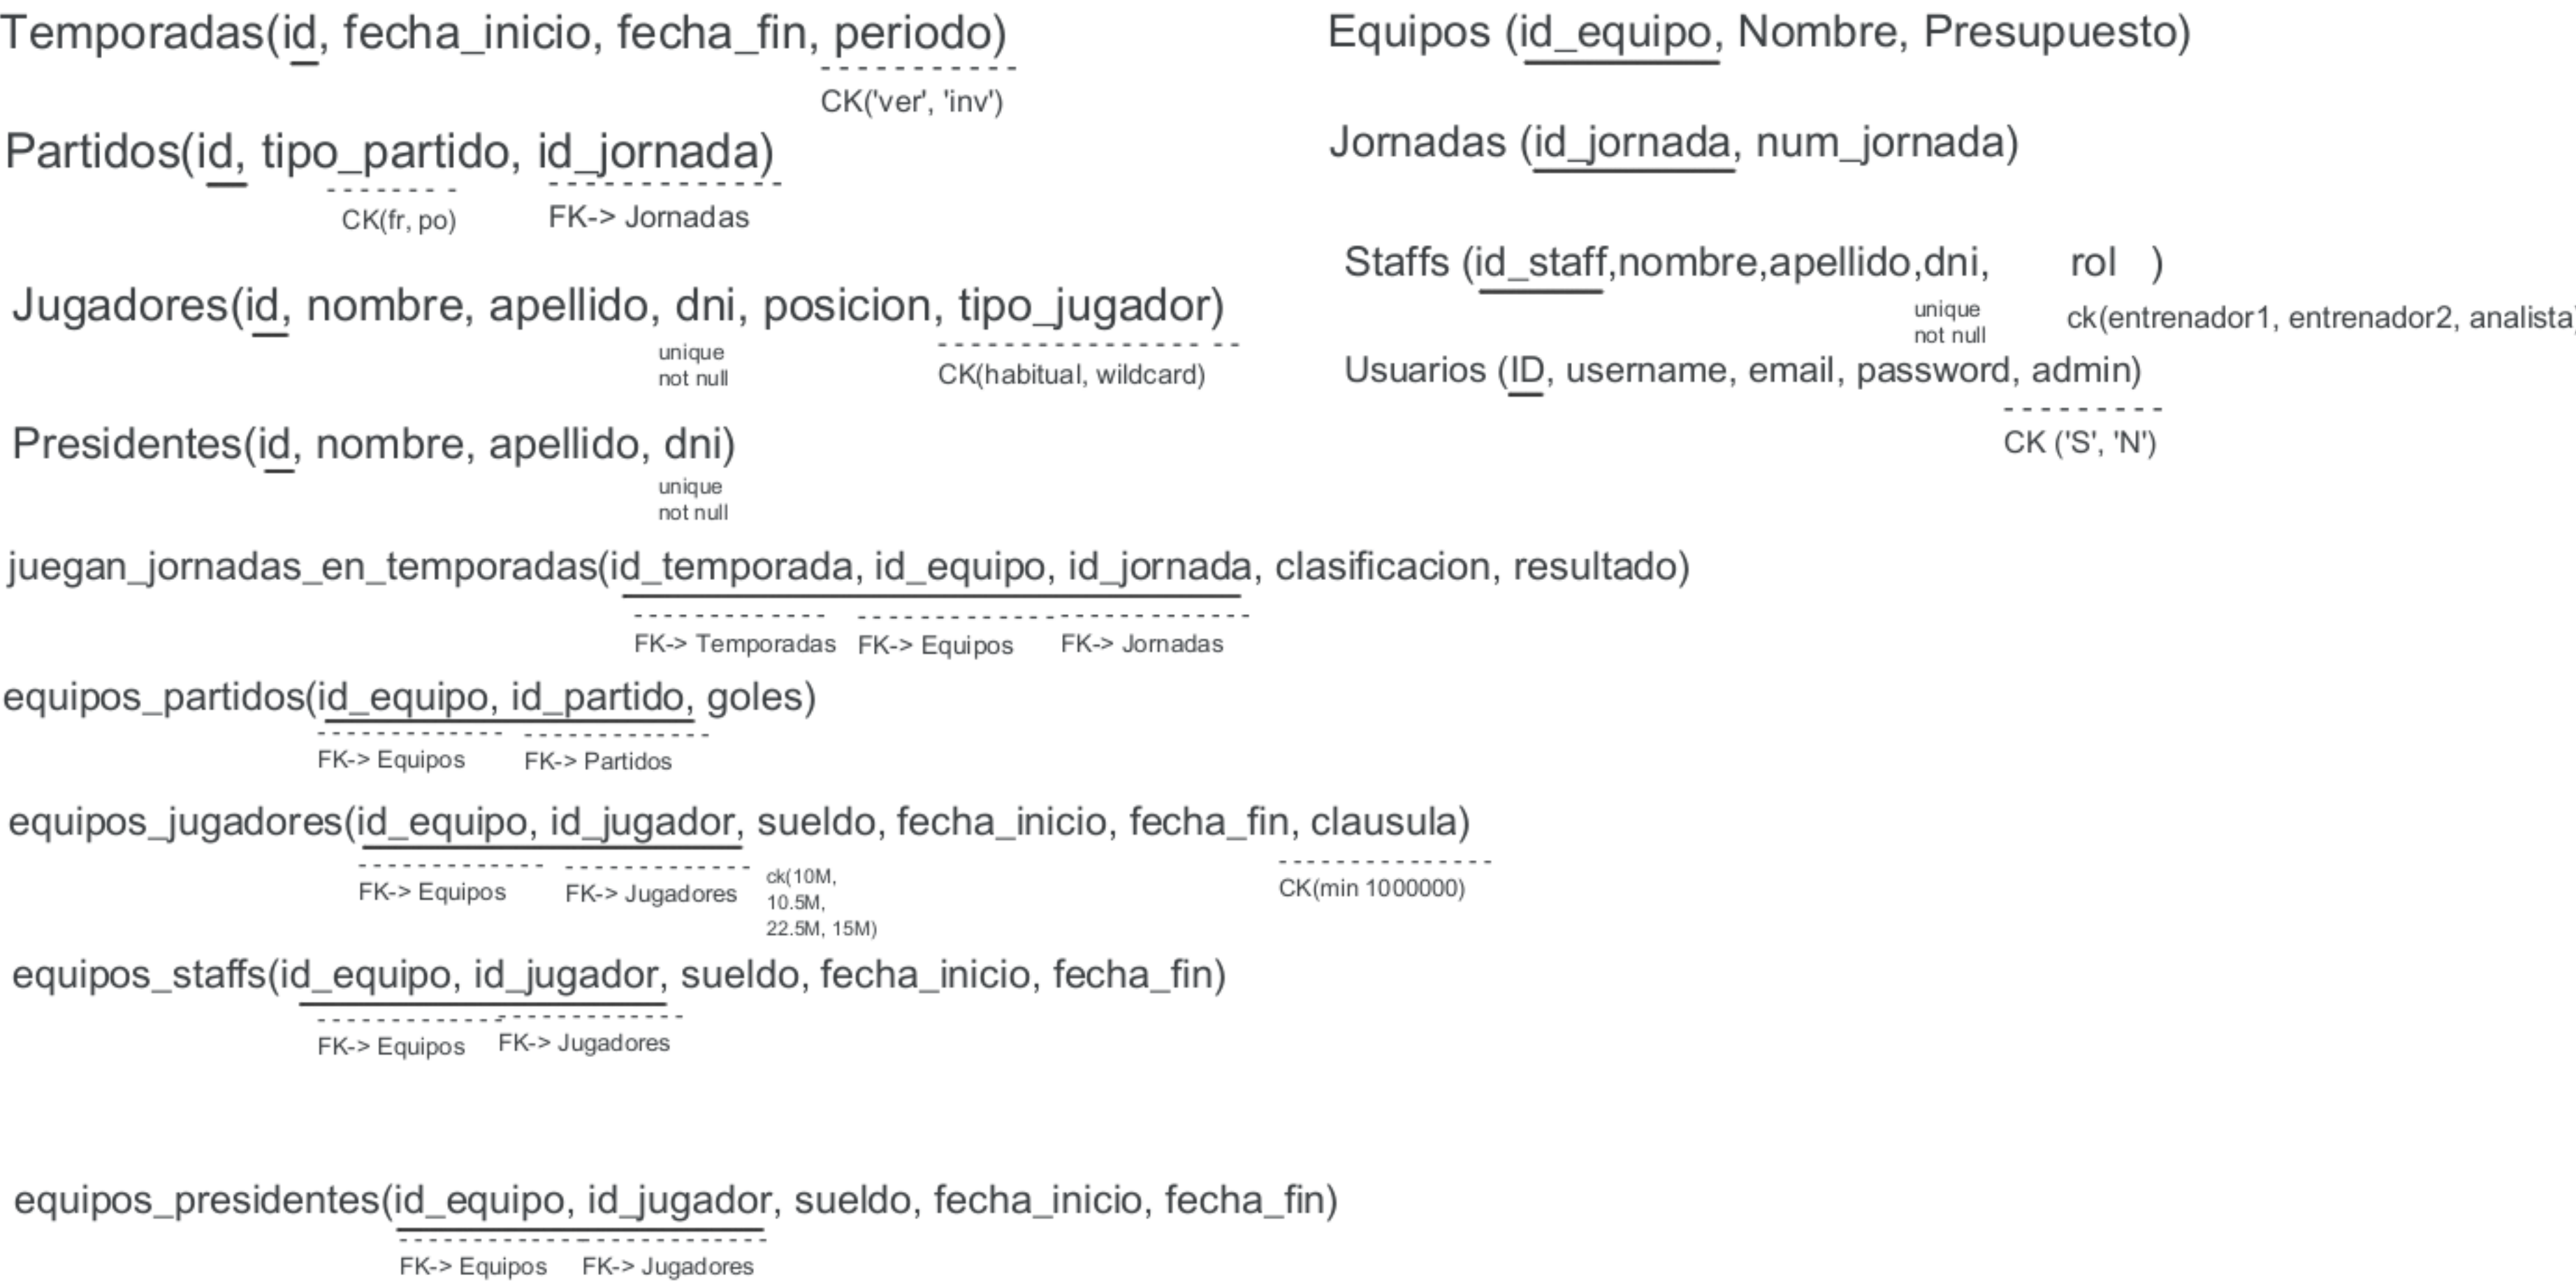 Temporadas(id, fecha_inicio, fecha_fin, periodo)
CK('ver', 'inv')
Partidos(id, tipo_partido, id_jornada)
CK(fr, po)
FK-> Jornadas
Jugadores(id, nombre, apellido, dni, posicion, tipo_jugador)
unique
not null
CK(habitual, wildcard)
Presidentes(id, nombre, apellido, dni)
unique
not null
Equipos (id_equipo, Nombre, Presupuesto)
Jornadas (id_jornada, num_jornada)
Staffs (id_staff,nombre,apellido,dni, rol )
unique
not null
ck(entrenador1, entrenador2, analista)
Usuarios (ID, username, email, password, admin)
CK ('S', 'N')
juegan_jornadas_en_temporadas(id_temporada, id_equipo, id_jornada, clasificacion, resultado)
FK-> Temporadas
FK-> Equipos
FK-> Jornadas
equipos_partidos(id_equipo, id_partido, goles)
FK-> Equipos
FK-> Partidos
equipos_jugadores(id_equipo, id_jugador, sueldo, fecha_inicio, fecha_fin, clausula)
FK-> Equipos
FK-> Jugadores
ck(10M,
10.5M,
22.5M, 15M)
CK(min 1000000)
equipos_staffs(id_equipo, id_jugador, sueldo, fecha_inicio, fecha_fin)
FK-> Equipos
FK-> Jugadores
equipos_presidentes(id_equipo, id_jugador, sueldo, fecha_inicio, fecha_fin)
FK-> Equipos
FK-> Jugadores